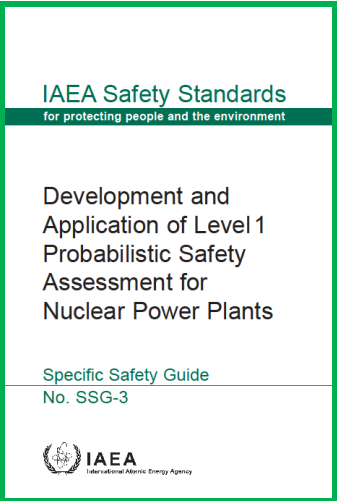 IAEA Safety Standards
for protecting people and the environment
Development and
Application of Level 1
Probabilistic Safety
Assessment for
Nuclear Power Plants
Specific Safety Guide
No. SSG-3
IAEA
International Atomic Energy Agency